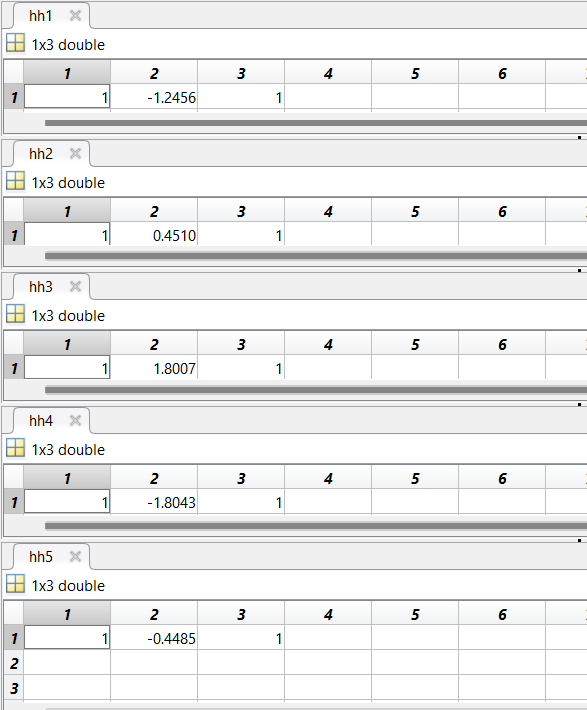 hh1
1x3 double
1 2 3 4 5 6
1 1 -1.2456 1
hh2
1x3 double
1 2 3 4 5 6
1 1 0.4510 1
hh3
1x3 double
1 2 3 4 5 6
1 1 1.8007 1
hh4
1x3 double
1 2 3 4 5 6
1 1 -1.8043 1
hh5
1x3 double
1 2 3 4 5 6
1 1 -0.4485 1
2
3